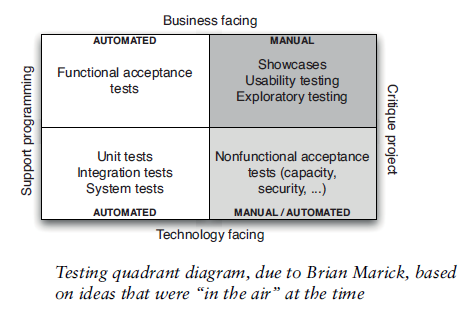 Business facing
AUTOMATED
MANUAL
Functional acceptance
tests
Showcases
Usability testing
Exploratory testing
Support programming
Critique project
Unit tests
Integration tests
System tests
Nonfunctional acceptance
tests (capacity,
security, ...)
AUTOMATED
MANUAL / AUTOMATED
Technology facing
Testing quadrant diagram, due to Brian Marick, based
on ideas that were “in the air” at the time